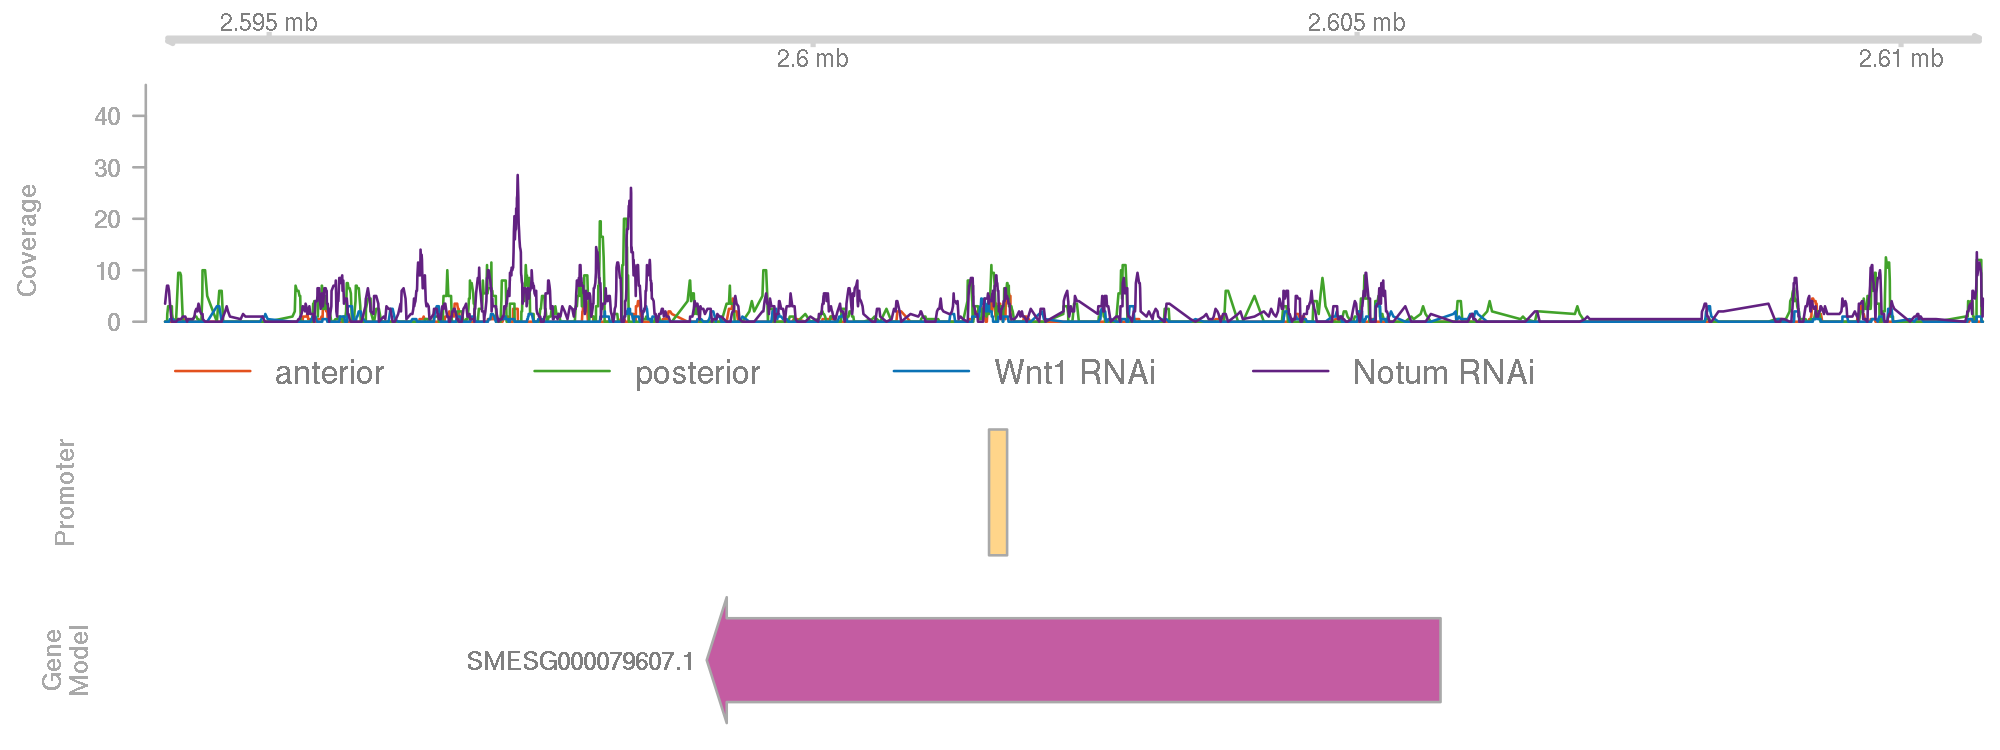 2.595 mb
2.605 mb
2.6 mb
2.61 mb
Coverage
40
30
20
10
0
anterior posterior Wnt1 RNAi Notum RNAi
Promoter
Gene
Model
SMESG000079607.1